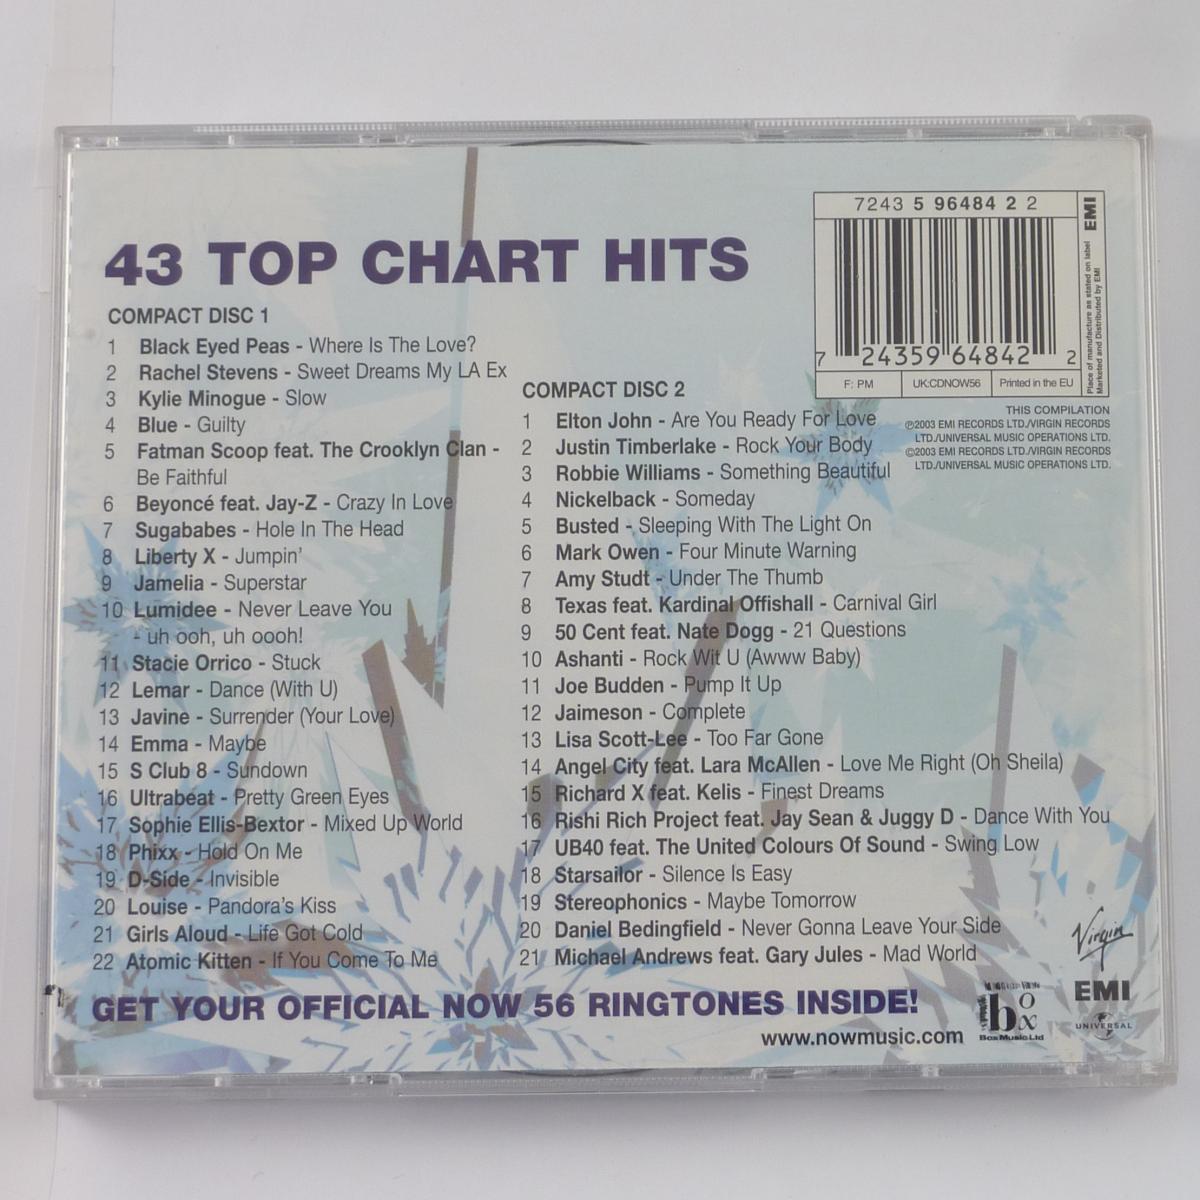 7243 5 96484 2 2
EMI
Place of manufacture as stated on label
Marketed and Distributed by EMI
7 24359 64842 2
F: PM
UK:CDNOW56
Printed in the EU
43 TOP CHART HITS
COMPACT DISC 1
1 Black Eyed Peas - Where Is The Love?
2 Rachel Stevens - Sweet Dreams My LA Ex
3 Kylie Minogue - Slow
4 Blue - Guilty
5 Fatman Scoop feat. The Crooklyn Clan -
Be Faithful
6 Beyoncé feat. Jay-Z - Crazy In Love
7 Sugababes - Hole In The Head
8 Liberty X - Jumpin'
9 Jamelia - Superstar
10 Lumidee - Never Leave You
- uh ooh, uh oooh!
11 Stacie Orrico - Stuck
12 Lemar - Dance (With U)
13 Javine - Surrender (Your Love)
14 Emma - Maybe
15 S Club 8 - Sundown
16 Ultrabeat - Pretty Green Eyes
17 Sophie Ellis-Bextor - Mixed Up World
18 Phixx - Hold On Me
19 D-Side - Invisible
20 Louise - Pandora's Kiss
21 Girls Aloud - Life Got Cold
22 Atomic Kitten - If You Come To Me
COMPACT DISC 2
1 Elton John - Are You Ready For Love
2 Justin Timberlake - Rock Your Body
3 Robbie Williams - Something Beautiful
4 Nickelback - Someday
5 Busted - Sleeping With The Light On
6 Mark Owen - Four Minute Warning
7 Amy Studt - Under The Thumb
8 Texas feat. Kardinal Offishall - Carnival Girl
9 50 Cent feat. Nate Dogg - 21 Questions
10 Ashanti - Rock Wit U (Awww Baby)
11 Joe Budden - Pump It Up
12 Jaimeson - Complete
13 Lisa Scott-Lee - Too Far Gone
14 Angel City feat. Lara McAllen - Love Me Right (Oh Sheila)
15 Richard X feat. Kelis - Finest Dreams
16 Rishi Rich Project feat. Jay Sean & Juggy D - Dance With You
17 UB40 feat. The United Colours Of Sound - Swing Low
18 Starsailor - Silence Is Easy
19 Stereophonics - Maybe Tomorrow
20 Daniel Bedingfield - Never Gonna Leave Your Side
21 Michael Andrews feat. Gary Jules - Mad World
THIS COMPILATION
℗2003 EMI RECORDS LTD./VIRGIN RECORDS
LTD./UNIVERSAL MUSIC OPERATIONS LTD.
©2003 EMI RECORDS LTD./VIRGIN RECORDS
LTD./UNIVERSAL MUSIC OPERATIONS LTD.
GET YOUR OFFICIAL NOW 56 RINGTONES INSIDE!
www.nowmusic.com
box
Box Music Ltd
Virgin
EMI
UNIVERSAL